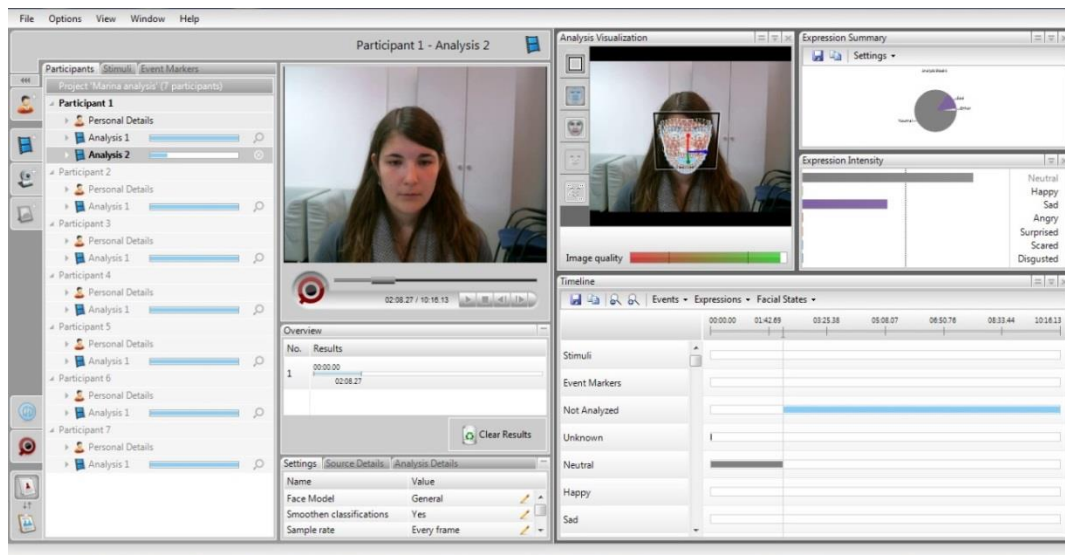 File Options View Window Help
Participant 1 - Analysis 2
Participants Stimuli Event Markers
Project 'Marina analysis' (7 participants)
Participant 1
Personal Details
Analysis 1
Analysis 2
Participant 2
Personal Details
Analysis 1
Participant 3
Personal Details
Analysis 1
Participant 4
Personal Details
Analysis 1
Participant 5
Personal Details
Analysis 1
Participant 6
Personal Details
Analysis 1
Participant 7
Personal Details
Analysis 1
02:08.27 / 10:16.13
Overview
No. Results
1 00:00.00
02:08.27
Clear Results
Settings Source Details Analysis Details
Name Value
Face Model General
Smoothen classifications Yes
Sample rate Every frame
Analysis Visualization
Image quality
Expression Summary
Settings
Neutral
Expression Intensity
Neutral
Happy
Sad
Angry
Surprised
Scared
Disgusted
Timeline
Events Expressions Facial States
00:00.00 01:42.69 03:25.38 05:08.07 06:50.76 08:33.44 10:16.13
Stimuli
Event Markers
Not Analyzed
Unknown
Neutral
Happy
Sad